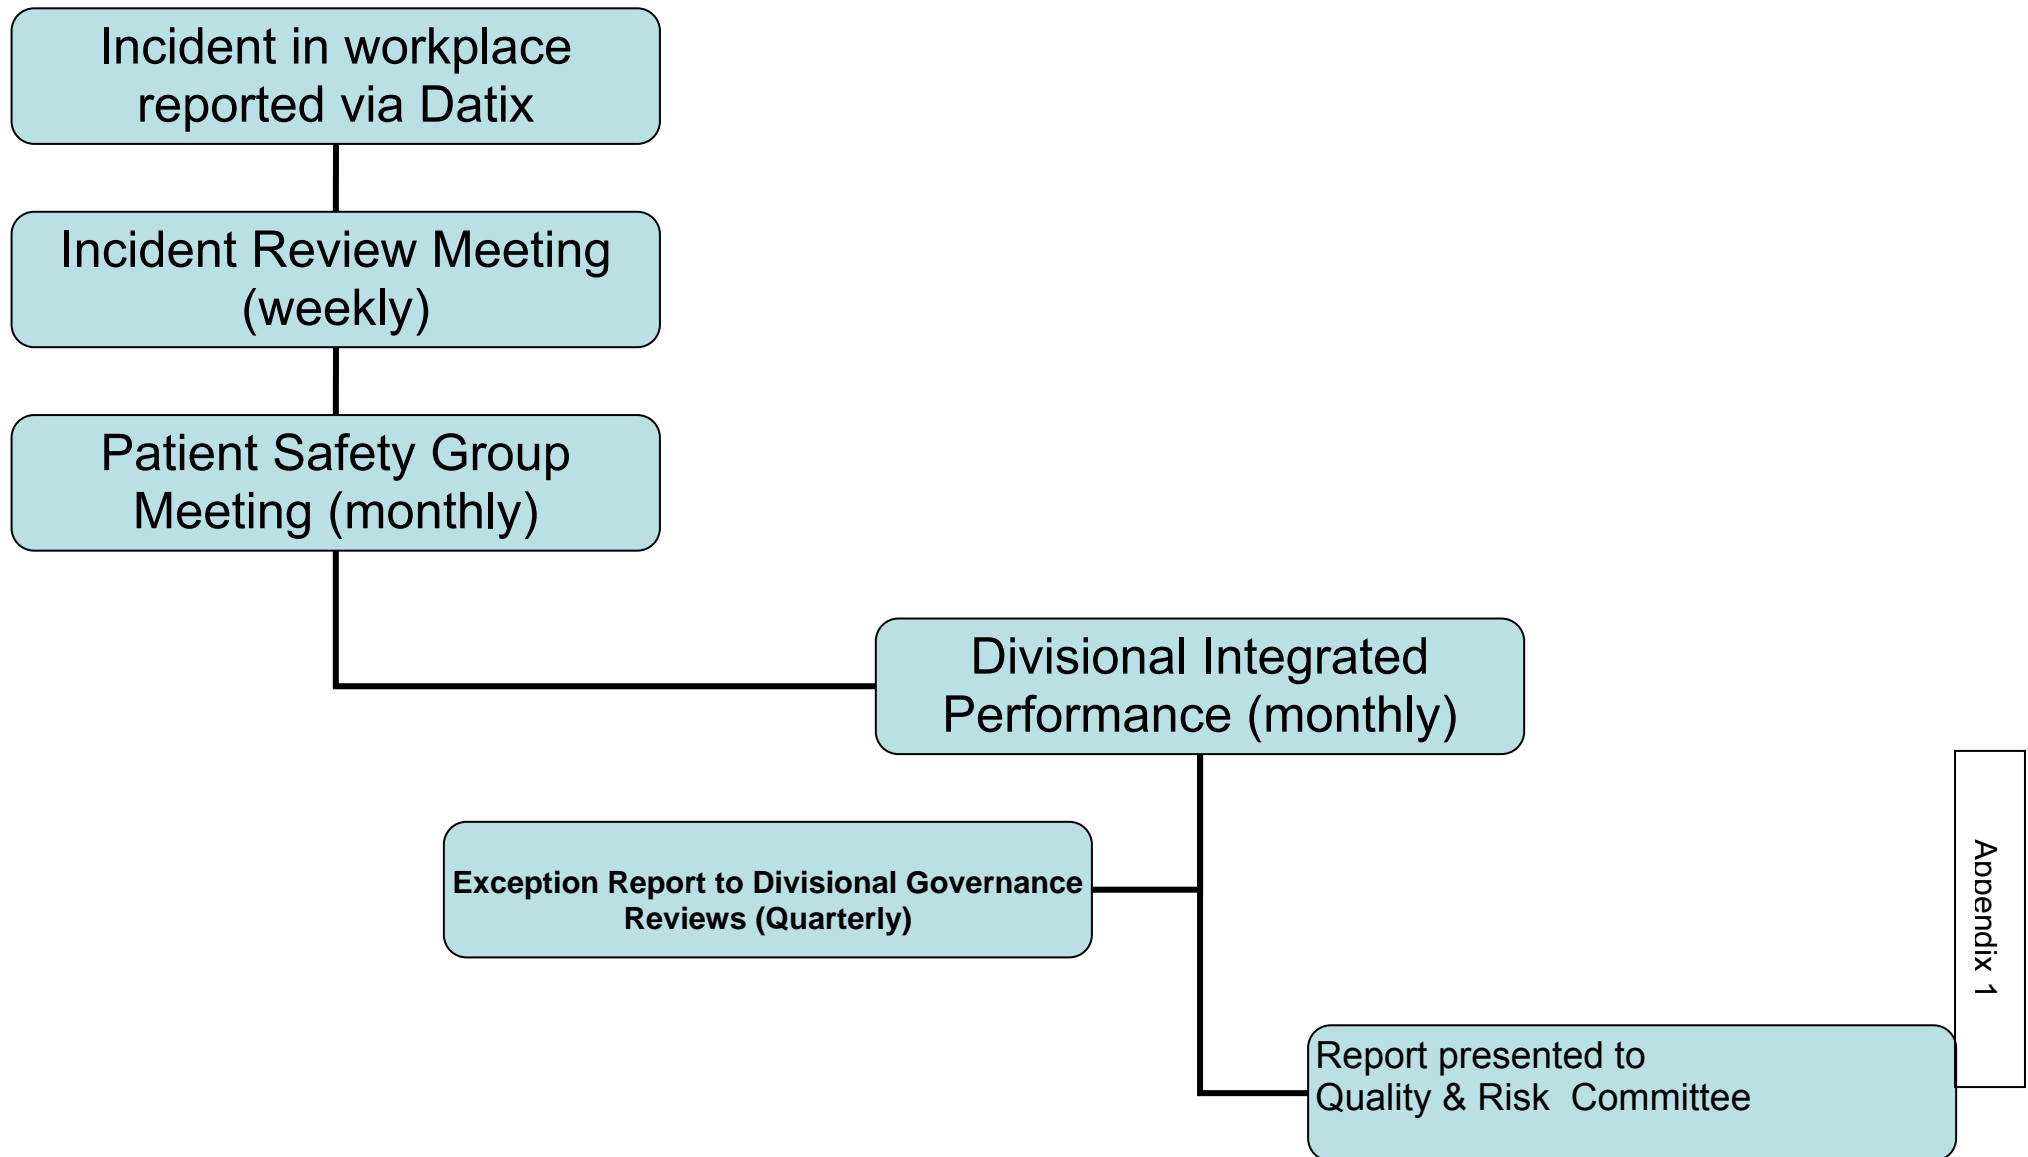 Incident in workplace
reported via Datix
Incident Review Meeting
(weekly)
Patient Safety Group
Meeting (monthly)
Divisional Integrated
Performance (monthly)
Exception Report to Divisional Governance
Reviews (Quarterly)
Appendix 1
Report presented to
Quality & Risk  Committee